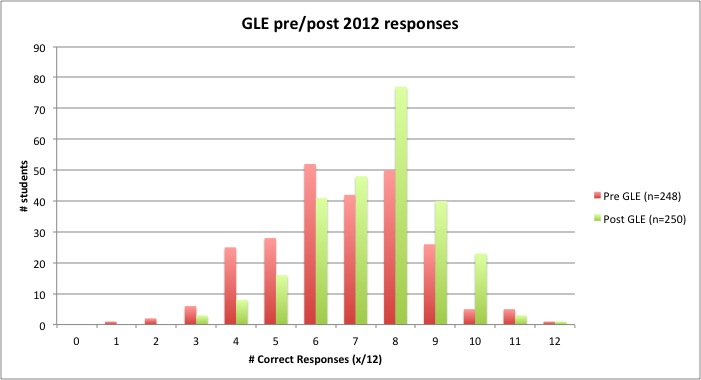 GLE pre/post 2012 responses
90
80
70
60
50
40
30
20
10
0
# students
0 1 2 3 4 5 6 7 8 9 10 11 12
# Correct Responses (x/12)
Pre GLE (n=248)
Post GLE (n=250)